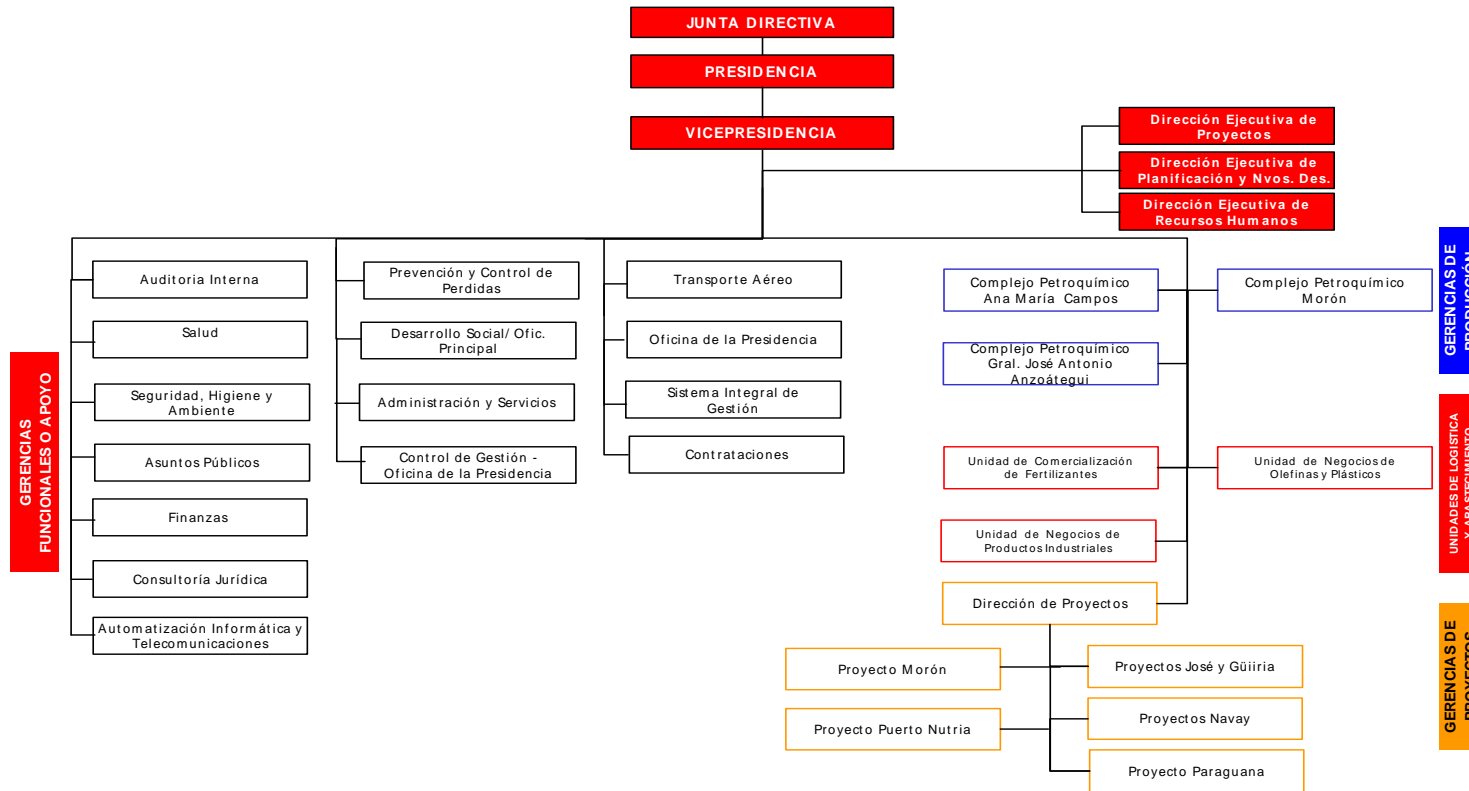 JUNTA DIRECTIVA
PRESIDENCIA
VICEPRESIDENCIA
Dirección Ejecutiva de
Proyectos
Dirección Ejecutiva de
Planificación y Nvos. Des.
Dirección Ejecutiva de
Recursos Humanos
GERENCIAS
FUNCIONALES O APOYO
Auditoria Interna
Salud
Seguridad, Higiene y
Ambiente
Asuntos Públicos
Finanzas
Consultoría Jurídica
Automatización Informática y
Telecomunicaciones
Prevención y Control de
Perdidas
Desarrollo Social/ Ofic.
Principal
Administración y Servicios
Control de Gestión -
Oficina de la Presidencia
Transporte Aéreo
Oficina de la Presidencia
Sistema Integral de
Gestión
Contrataciones
Complejo Petroquímico
Ana María Campos
Complejo Petroquímico
Morón
Complejo Petroquímico
Gral. José Antonio
Anzoátegui
GERENCIAS DE
PRODUCCIÓN
Unidad de Comercialización
de Fertilizantes
Unidad de Negocios de
Olefinas y Plásticos
Unidad de Negocios de
Productos Industriales
UNIDADES DE LOGISTICA
Y ABASTECIMIENTO
Dirección de Proyectos
Proyecto Morón
Proyectos José y Güiiria
Proyecto Puerto Nutria
Proyectos Navay
Proyecto Paraguana
GERENCIAS DE
PROYECTOS